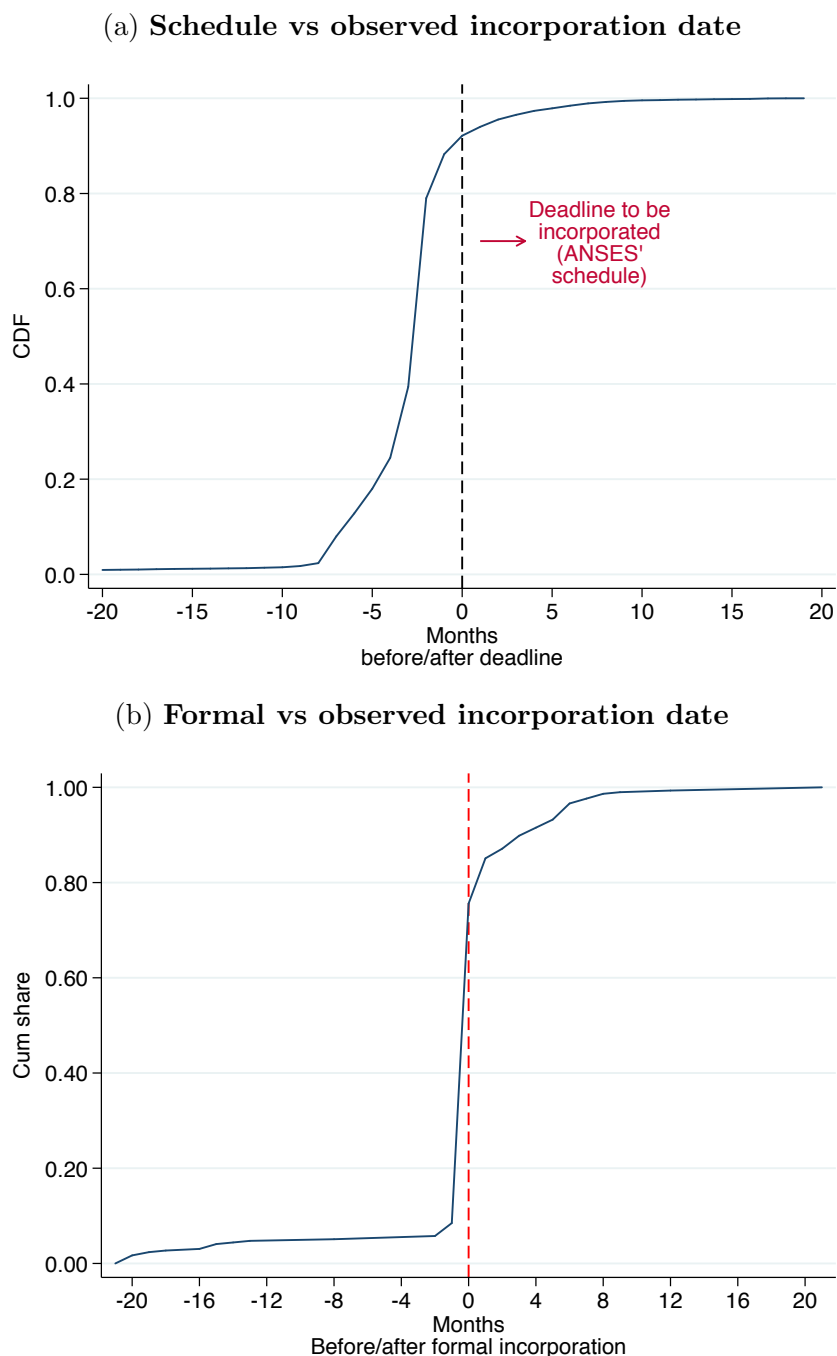 (a) Schedule vs observed incorporation date
1.0
0.8
0.6
0.4
0.2
0.0
CDF
Deadline to be
incorporated
(ANSES'
schedule)
-20
-15
-10
-5
0
5
10
15
20
Months
before/after deadline
(b) Formal vs observed incorporation date
1.00
0.80
0.60
0.40
0.20
0.00
Cum share
-20
-16
-12
-8
-4
0
4
8
12
16
20
Months
Before/after formal incorporation